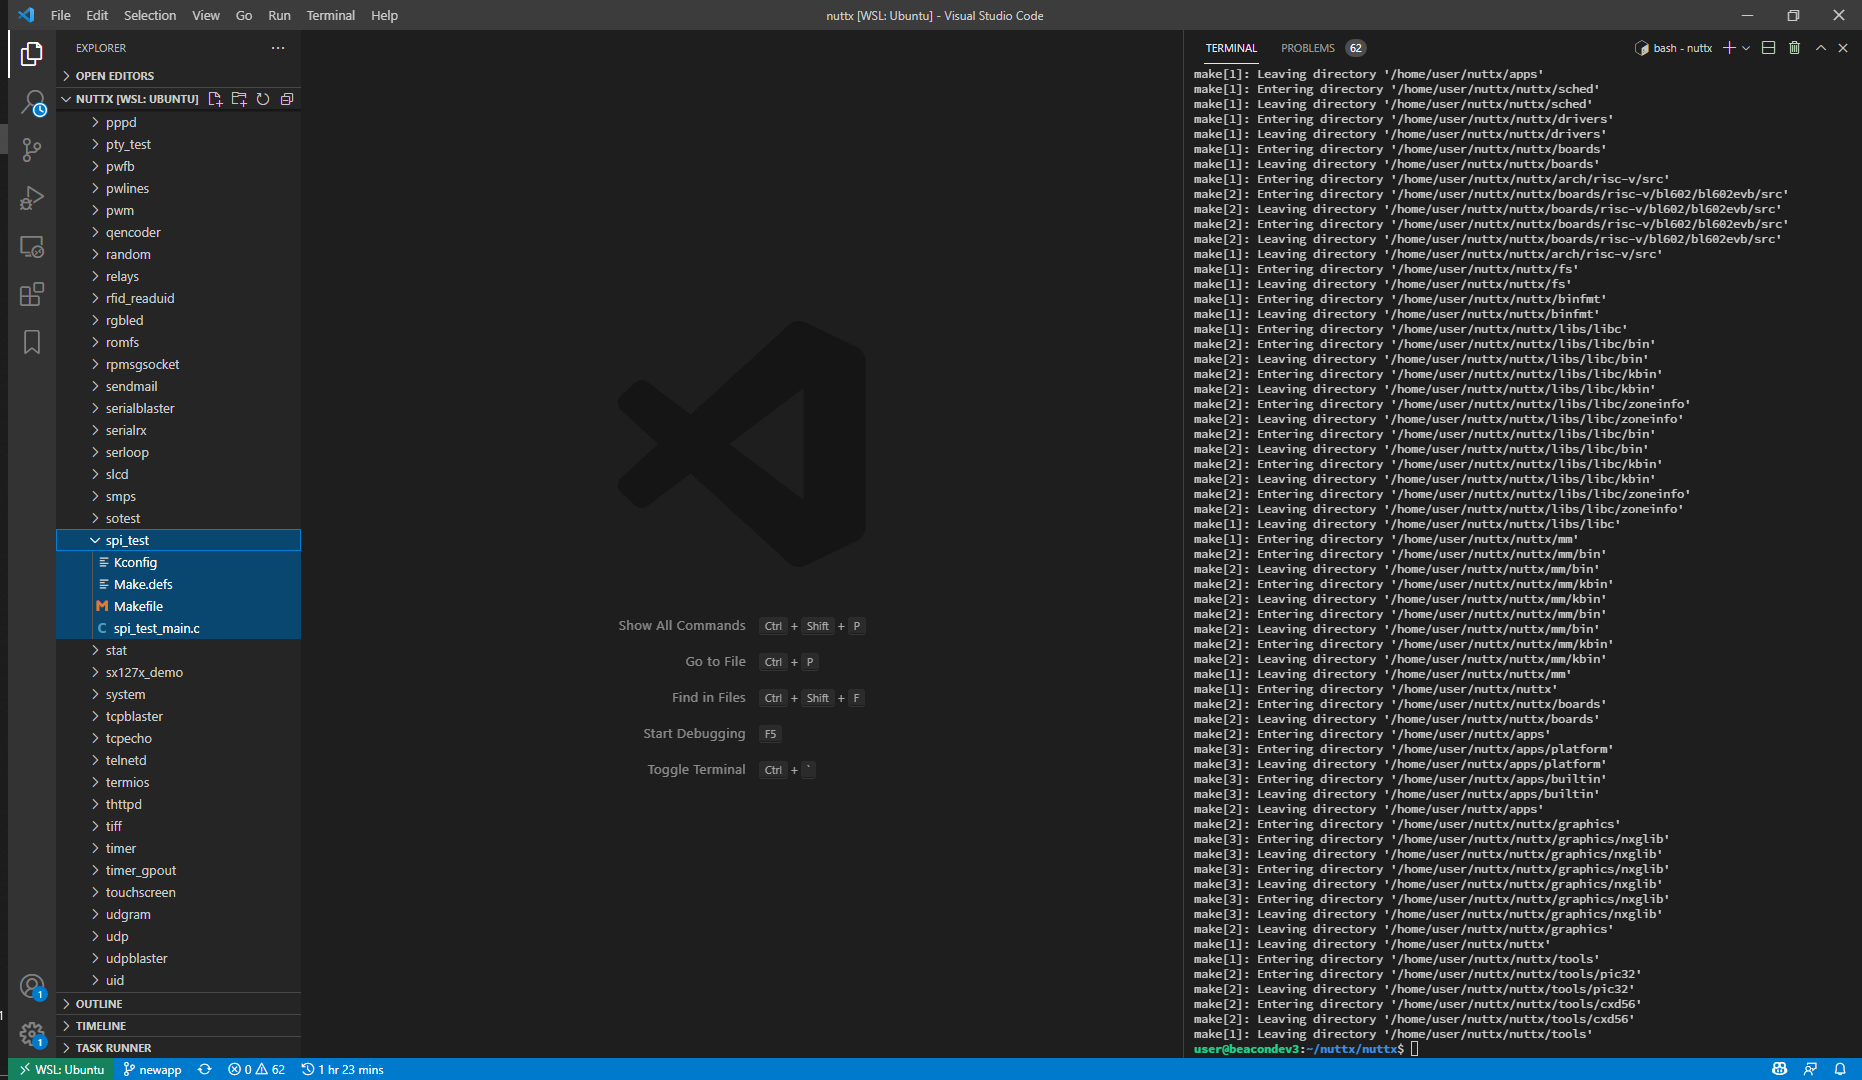 File Edit Selection View Go Run Terminal Help
nuttx [WSL: Ubuntu] - Visual Studio Code
EXPLORER
OPEN EDITORS
NUTTX [WSL: UBUNTU]
pppd
pty_test
pwfb
pwlines
pwm
qencoder
random
relays
rfid_readuid
rgbled
romfs
rpmsgsocket
sendmail
serialblaster
serialrx
serloop
slcd
smps
sotest
spi_test
Kconfig
Make.defs
M Makefile
C spi_test_main.c
stat
sx127x_demo
system
tcpblaster
tcpecho
telnetd
termios
thttpd
tiff
timer
timer_gpout
touchscreen
udgram
udp
udpblaster
uid
OUTLINE
TIMELINE
TASK RUNNER
1
1
1
Show All Commands Ctrl + Shift + P
Go to File Ctrl + P
Find in Files Ctrl + Shift + F
Start Debugging F5
Toggle Terminal Ctrl + `
TERMINAL PROBLEMS 62
bash - nuttx
make[1]: Leaving directory '/home/user/nuttx/apps'
make[1]: Entering directory '/home/user/nuttx/nuttx/sched'
make[1]: Leaving directory '/home/user/nuttx/nuttx/sched'
make[1]: Entering directory '/home/user/nuttx/nuttx/drivers'
make[1]: Leaving directory '/home/user/nuttx/nuttx/drivers'
make[1]: Entering directory '/home/user/nuttx/nuttx/boards'
make[1]: Leaving directory '/home/user/nuttx/nuttx/boards'
make[1]: Entering directory '/home/user/nuttx/nuttx/arch/risc-v/src'
make[2]: Entering directory '/home/user/nuttx/nuttx/boards/risc-v/bl602/bl602evb/src'
make[2]: Leaving directory '/home/user/nuttx/nuttx/boards/risc-v/bl602/bl602evb/src'
make[2]: Entering directory '/home/user/nuttx/nuttx/boards/risc-v/bl602/bl602evb/src'
make[2]: Leaving directory '/home/user/nuttx/nuttx/boards/risc-v/bl602/bl602evb/src'
make[1]: Leaving directory '/home/user/nuttx/nuttx/arch/risc-v/src'
make[1]: Entering directory '/home/user/nuttx/nuttx/fs'
make[1]: Leaving directory '/home/user/nuttx/nuttx/fs'
make[1]: Entering directory '/home/user/nuttx/nuttx/binfmt'
make[1]: Leaving directory '/home/user/nuttx/nuttx/binfmt'
make[1]: Entering directory '/home/user/nuttx/nuttx/libs/libc'
make[2]: Entering directory '/home/user/nuttx/nuttx/libs/libc/bin'
make[2]: Leaving directory '/home/user/nuttx/nuttx/libs/libc/bin'
make[2]: Entering directory '/home/user/nuttx/nuttx/libs/libc/kbin'
make[2]: Leaving directory '/home/user/nuttx/nuttx/libs/libc/kbin'
make[2]: Entering directory '/home/user/nuttx/nuttx/libs/libc/zoneinfo'
make[2]: Leaving directory '/home/user/nuttx/nuttx/libs/libc/zoneinfo'
make[2]: Entering directory '/home/user/nuttx/nuttx/libs/libc/bin'
make[2]: Leaving directory '/home/user/nuttx/nuttx/libs/libc/bin'
make[2]: Entering directory '/home/user/nuttx/nuttx/libs/libc/kbin'
make[2]: Leaving directory '/home/user/nuttx/nuttx/libs/libc/kbin'
make[2]: Entering directory '/home/user/nuttx/nuttx/libs/libc/zoneinfo'
make[2]: Leaving directory '/home/user/nuttx/nuttx/libs/libc/zoneinfo'
make[1]: Leaving directory '/home/user/nuttx/nuttx/libs/libc'
make[1]: Entering directory '/home/user/nuttx/nuttx/mm'
make[2]: Entering directory '/home/user/nuttx/nuttx/mm/bin'
make[2]: Leaving directory '/home/user/nuttx/nuttx/mm/bin'
make[2]: Entering directory '/home/user/nuttx/nuttx/mm/kbin'
make[2]: Leaving directory '/home/user/nuttx/nuttx/mm/kbin'
make[2]: Entering directory '/home/user/nuttx/nuttx/mm/bin'
make[2]: Leaving directory '/home/user/nuttx/nuttx/mm/bin'
make[2]: Entering directory '/home/user/nuttx/nuttx/mm/kbin'
make[2]: Leaving directory '/home/user/nuttx/nuttx/mm/kbin'
make[1]: Leaving directory '/home/user/nuttx/nuttx/mm'
make[1]: Entering directory '/home/user/nuttx/nuttx'
make[2]: Entering directory '/home/user/nuttx/nuttx/boards'
make[2]: Leaving directory '/home/user/nuttx/nuttx/boards'
make[2]: Entering directory '/home/user/nuttx/apps'
make[3]: Entering directory '/home/user/nuttx/apps/platform'
make[3]: Leaving directory '/home/user/nuttx/apps/platform'
make[3]: Entering directory '/home/user/nuttx/apps/builtin'
make[3]: Leaving directory '/home/user/nuttx/apps/builtin'
make[2]: Leaving directory '/home/user/nuttx/apps'
make[2]: Entering directory '/home/user/nuttx/nuttx/graphics'
make[3]: Entering directory '/home/user/nuttx/nuttx/graphics/nxglib'
make[3]: Leaving directory '/home/user/nuttx/nuttx/graphics/nxglib'
make[3]: Entering directory '/home/user/nuttx/nuttx/graphics/nxglib'
make[3]: Leaving directory '/home/user/nuttx/nuttx/graphics/nxglib'
make[3]: Entering directory '/home/user/nuttx/nuttx/graphics/nxglib'
make[3]: Leaving directory '/home/user/nuttx/nuttx/graphics/nxglib'
make[2]: Leaving directory '/home/user/nuttx/nuttx/graphics'
make[1]: Leaving directory '/home/user/nuttx/nuttx'
make[1]: Entering directory '/home/user/nuttx/nuttx/tools'
make[2]: Entering directory '/home/user/nuttx/nuttx/tools/pic32'
make[2]: Leaving directory '/home/user/nuttx/nuttx/tools/pic32'
make[2]: Entering directory '/home/user/nuttx/nuttx/tools/cxd56'
make[2]: Leaving directory '/home/user/nuttx/nuttx/tools/cxd56'
make[1]: Leaving directory '/home/user/nuttx/nuttx/tools'
user@beacondev3:~/nuttx/nuttx$
WSL: Ubuntu newapp 0 62 1 hr 23 mins